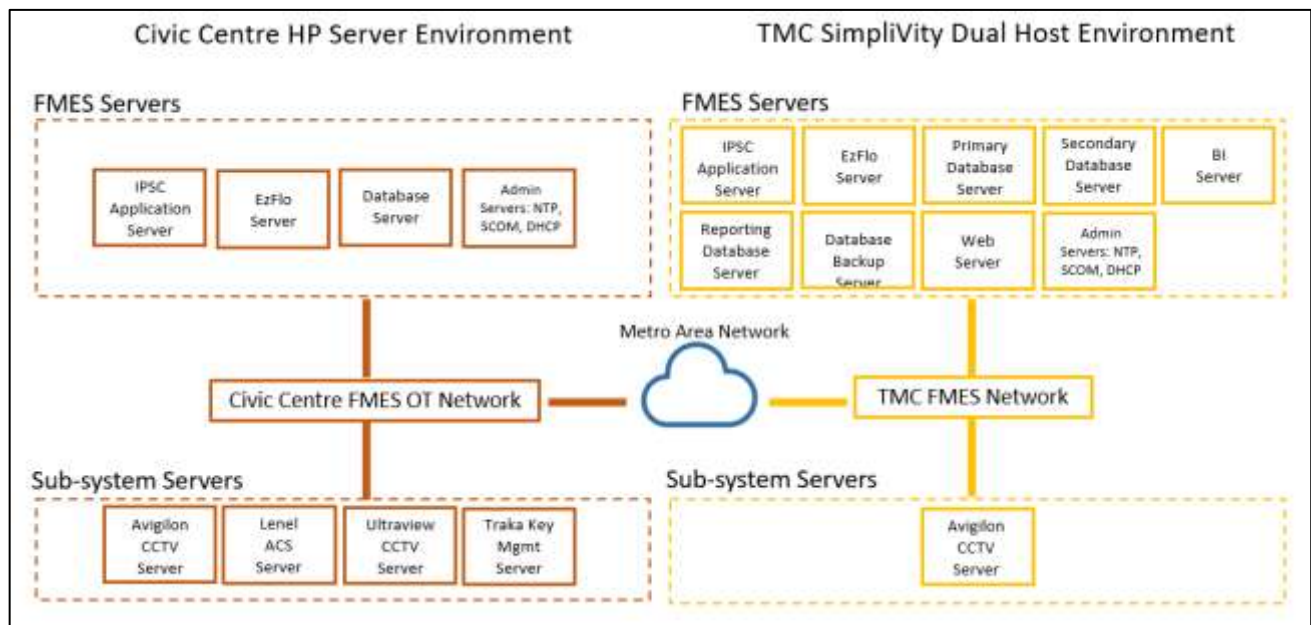 Civic Centre HP Server Environment
TMC SimpliVity Dual Host Environment
FMES Servers
IPSC
Application
Server
EzFlo
Server
Database
Server
Admin
Servers: NTP,
SCOM, DHCP
FMES Servers
IPSC
Application
Server
EzFlo
Server
Primary
Database
Server
Secondary
Database
Server
BI
Server
Reporting
Database
Server
Database
Backup
Server
Web
Server
Admin
Servers: NTP,
SCOM, DHCP
Metro Area Network
Civic Centre FMES OT Network
TMC FMES Network
Sub-system Servers
Avigilon
CCTV
Server
Lenel
ACS
Server
Ultraview
CCTV
Server
Traka Key
Mgmt
Server
Sub-system Servers
Avigilon
CCTV
Server